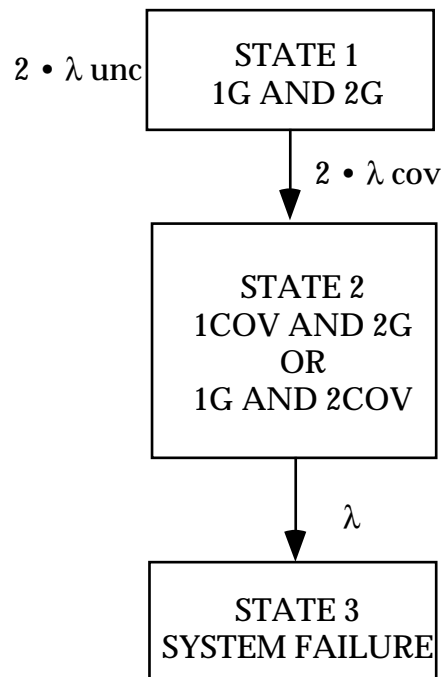 2 • λ unc
STATE 1
1G AND 2G
2 • λ cov
STATE 2
1COV AND 2G
OR
1G AND 2COV
λ
STATE 3
SYSTEM FAILURE